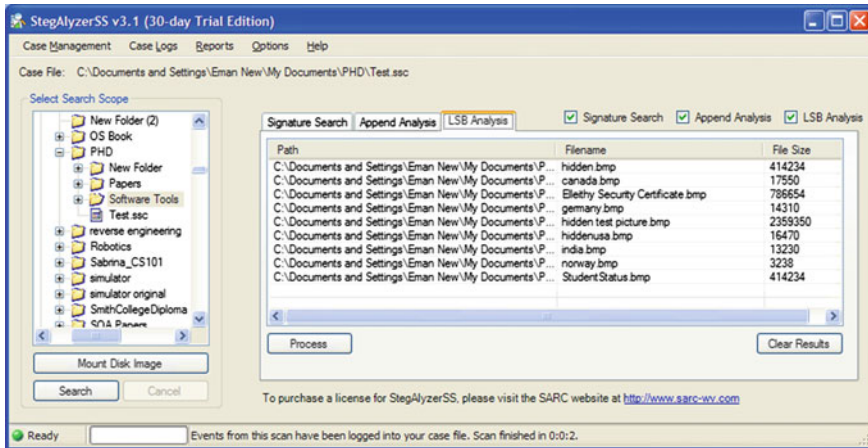 StegAlyzerSS v3.1 (30-day Trial Edition)
Case Management Case Logs Reports Options Help
Case File: C:\Documents and Settings\Eman New\My Documents\PHD\Test.ssc
Select Search Scope
New Folder (2)
OS Book
PHD
New Folder
Papers
Software Tools
Test.ssc
reverse engineering
Robotics
Sabrina_CS101
simulator
simulator original
SmithCollegeDiploma
SOA Papers
Mount Disk Image
Search Cancel
Signature Search Append Analysis LSB Analysis
Signature Search Append Analysis LSB Analysis
Path Filename File Size
C:\Documents and Settings\Eman New\My Documents\P... hidden.bmp 414234
C:\Documents and Settings\Eman New\My Documents\P... canada.bmp 17550
C:\Documents and Settings\Eman New\My Documents\P... Elleithy Security Certificate.bmp 786654
C:\Documents and Settings\Eman New\My Documents\P... germany.bmp 14310
C:\Documents and Settings\Eman New\My Documents\P... hidden test picture.bmp 2359350
C:\Documents and Settings\Eman New\My Documents\P... hiddenusa.bmp 16470
C:\Documents and Settings\Eman New\My Documents\P... india.bmp 13230
C:\Documents and Settings\Eman New\My Documents\P... norway.bmp 3238
C:\Documents and Settings\Eman New\My Documents\P... StudentStatus.bmp 414234
Process Clear Results
To purchase a license for StegAlyzerSS, please visit the SARC website at http://www.sarc-wv.com
Ready Events from this scan have been logged into your case file. Scan finished in 0:0:2.